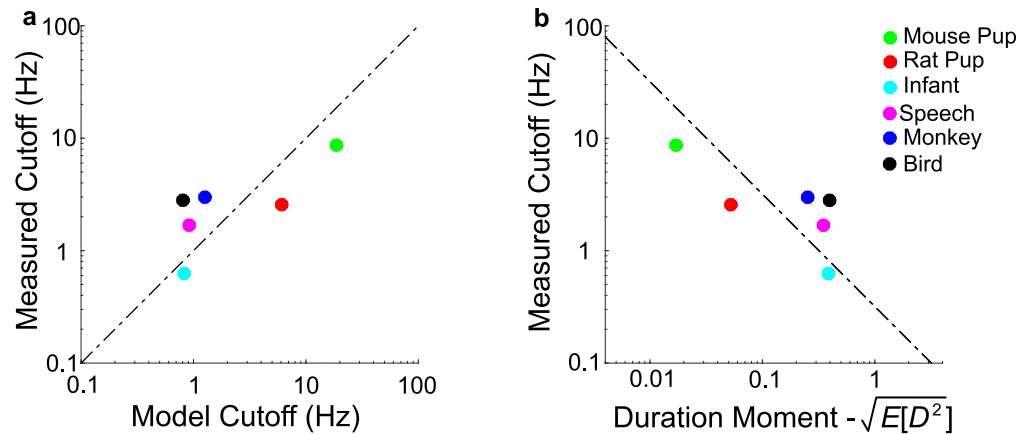 a
100
10
1
0.1
Measured Cutoff (Hz)
0.1 1 10 100
Model Cutoff (Hz)
b
100
10
1
0.1
Measured Cutoff (Hz)
0.01 0.1 1
Duration Moment - √E[D²]
Mouse Pup
Rat Pup
Infant
Speech
Monkey
Bird